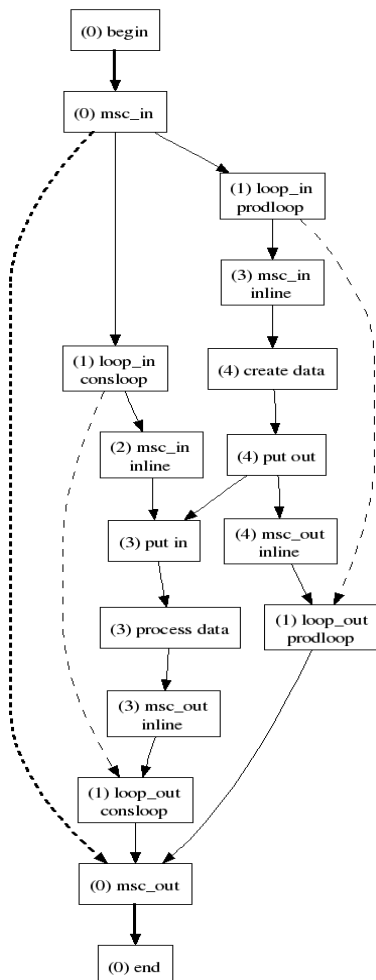 (0) begin
(0) msc_in
(1) loop_in
prodloop
(3) msc_in
inline
(1) loop_in
consloop
(4) create data
(2) msc_in
inline
(4) put out
(3) put in
(4) msc_out
inline
(3) process data
(1) loop_out
prodloop
(3) msc_out
inline
(1) loop_out
consloop
(0) msc_out
(0) end